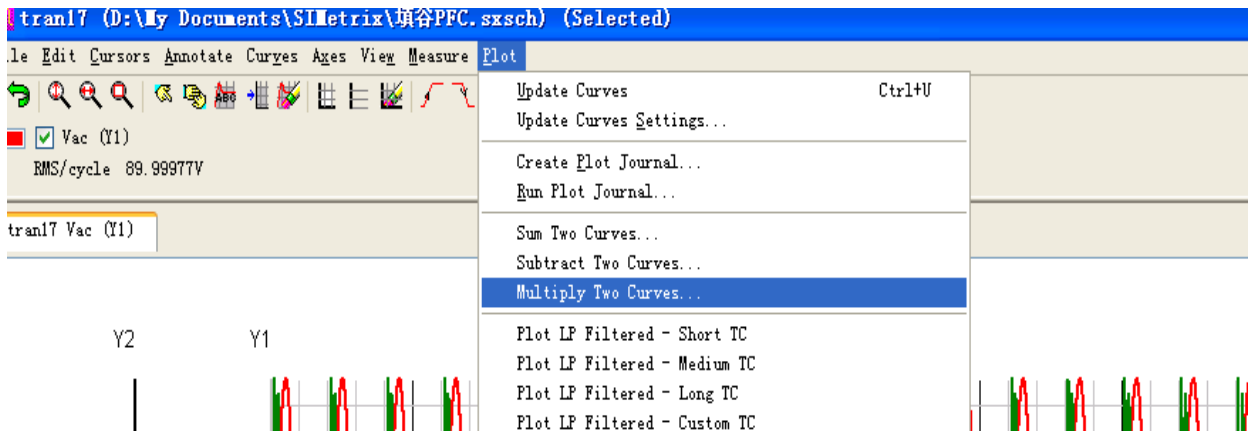 tran17 (D:\My Documents\SIMetrix\填谷PFC.sxsch) (Selected)
le Edit Cursors Annotate Curves Axes View Measure Plot
ABC
Vac (Y1)
RMS/cycle 89.99977V
tran17 Vac (Y1)
Update Curves Ctrl+U
Update Curves Settings...
Create Plot Journal...
Run Plot Journal...
Sum Two Curves...
Subtract Two Curves...
Multiply Two Curves...
Plot LP Filtered - Short TC
Plot LP Filtered - Medium TC
Plot LP Filtered - Long TC
Plot LP Filtered - Custom TC
Y2 Y1